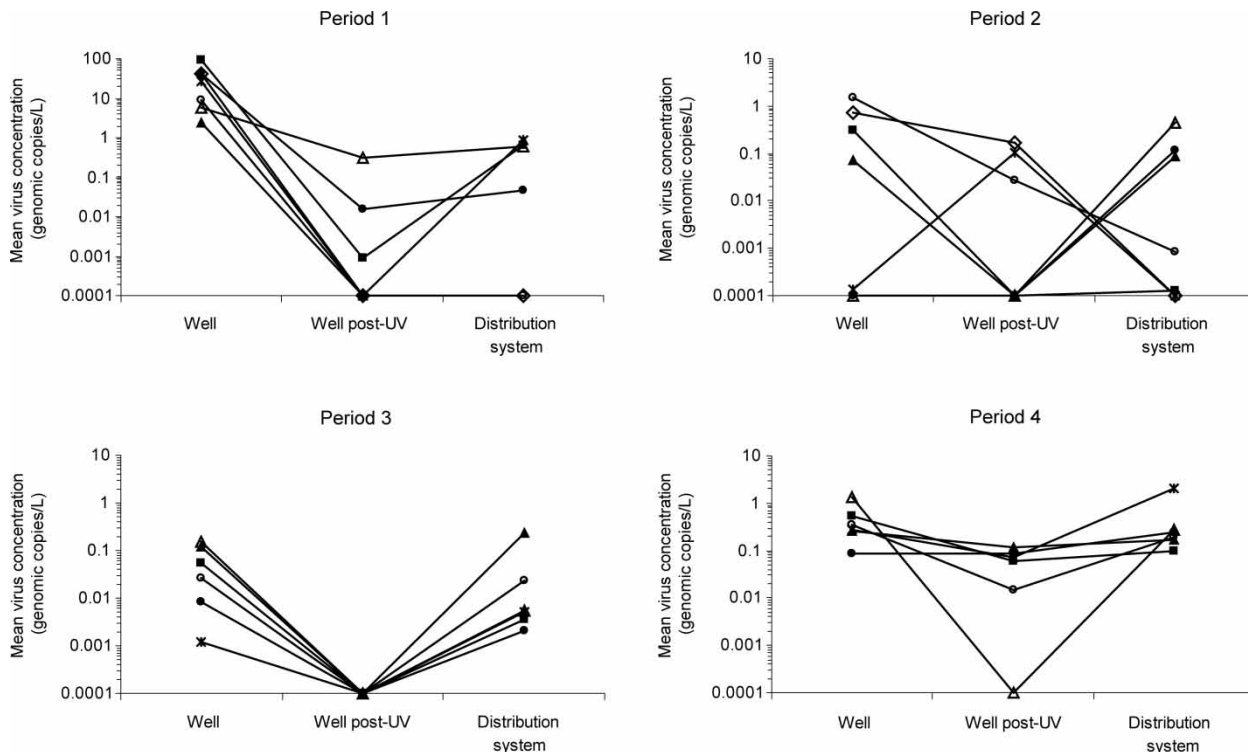 Period 1
Mean virus concentration
(genomic copies/L)
100
10
1
0.1
0.01
0.001
0.0001
Well
Well post-UV
Distribution
system
Period 2
Mean virus concentration
(genomic copies/L)
10
1
0.1
0.01
0.001
0.0001
Well
Well post-UV
Distribution
system
Period 3
Mean virus concentration
(genomic copies/L)
10
1
0.1
0.01
0.001
0.0001
Well
Well post-UV
Distribution
system
Period 4
Mean virus concentration
(genomic copies/L)
10
1
0.1
0.01
0.001
0.0001
Well
Well post-UV
Distribution
system